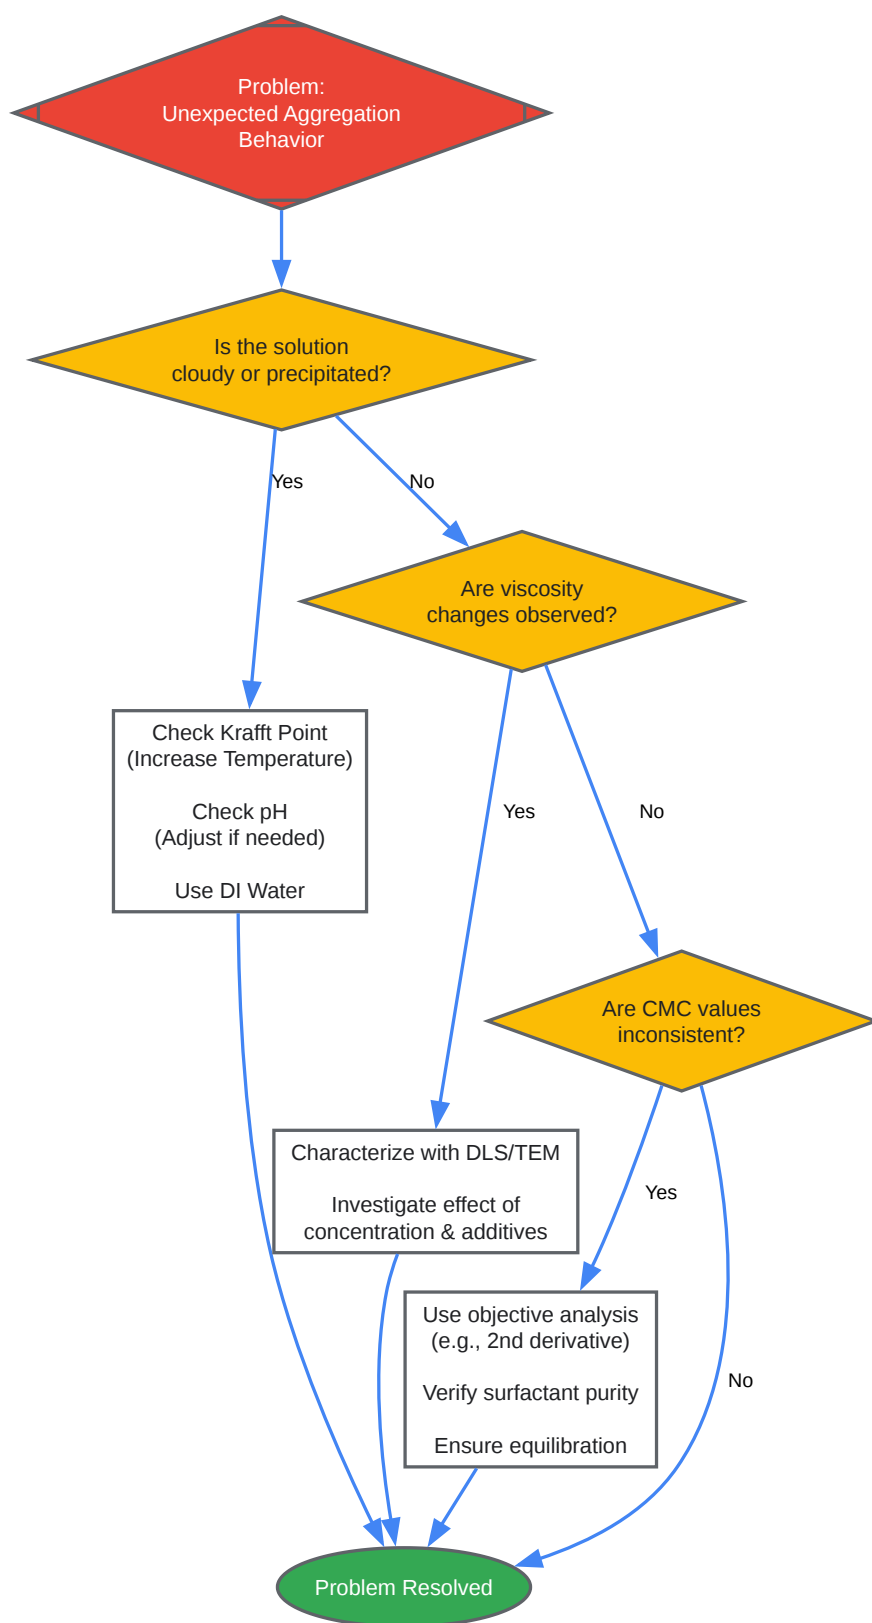 Problem:
Unexpected Aggregation
Behavior
Is the solution
cloudy or precipitated?
Yes
No
Are viscosity
changes observed?
Check Krafft Point
(Increase Temperature)
Check pH
(Adjust if needed)
Use DI Water
Yes
No
Are CMC values
inconsistent?
Characterize with DLS/TEM
Investigate effect of
concentration & additives
Yes
Use objective analysis
(e.g., 2nd derivative)
Verify surfactant purity
Ensure equilibration
No
Problem Resolved